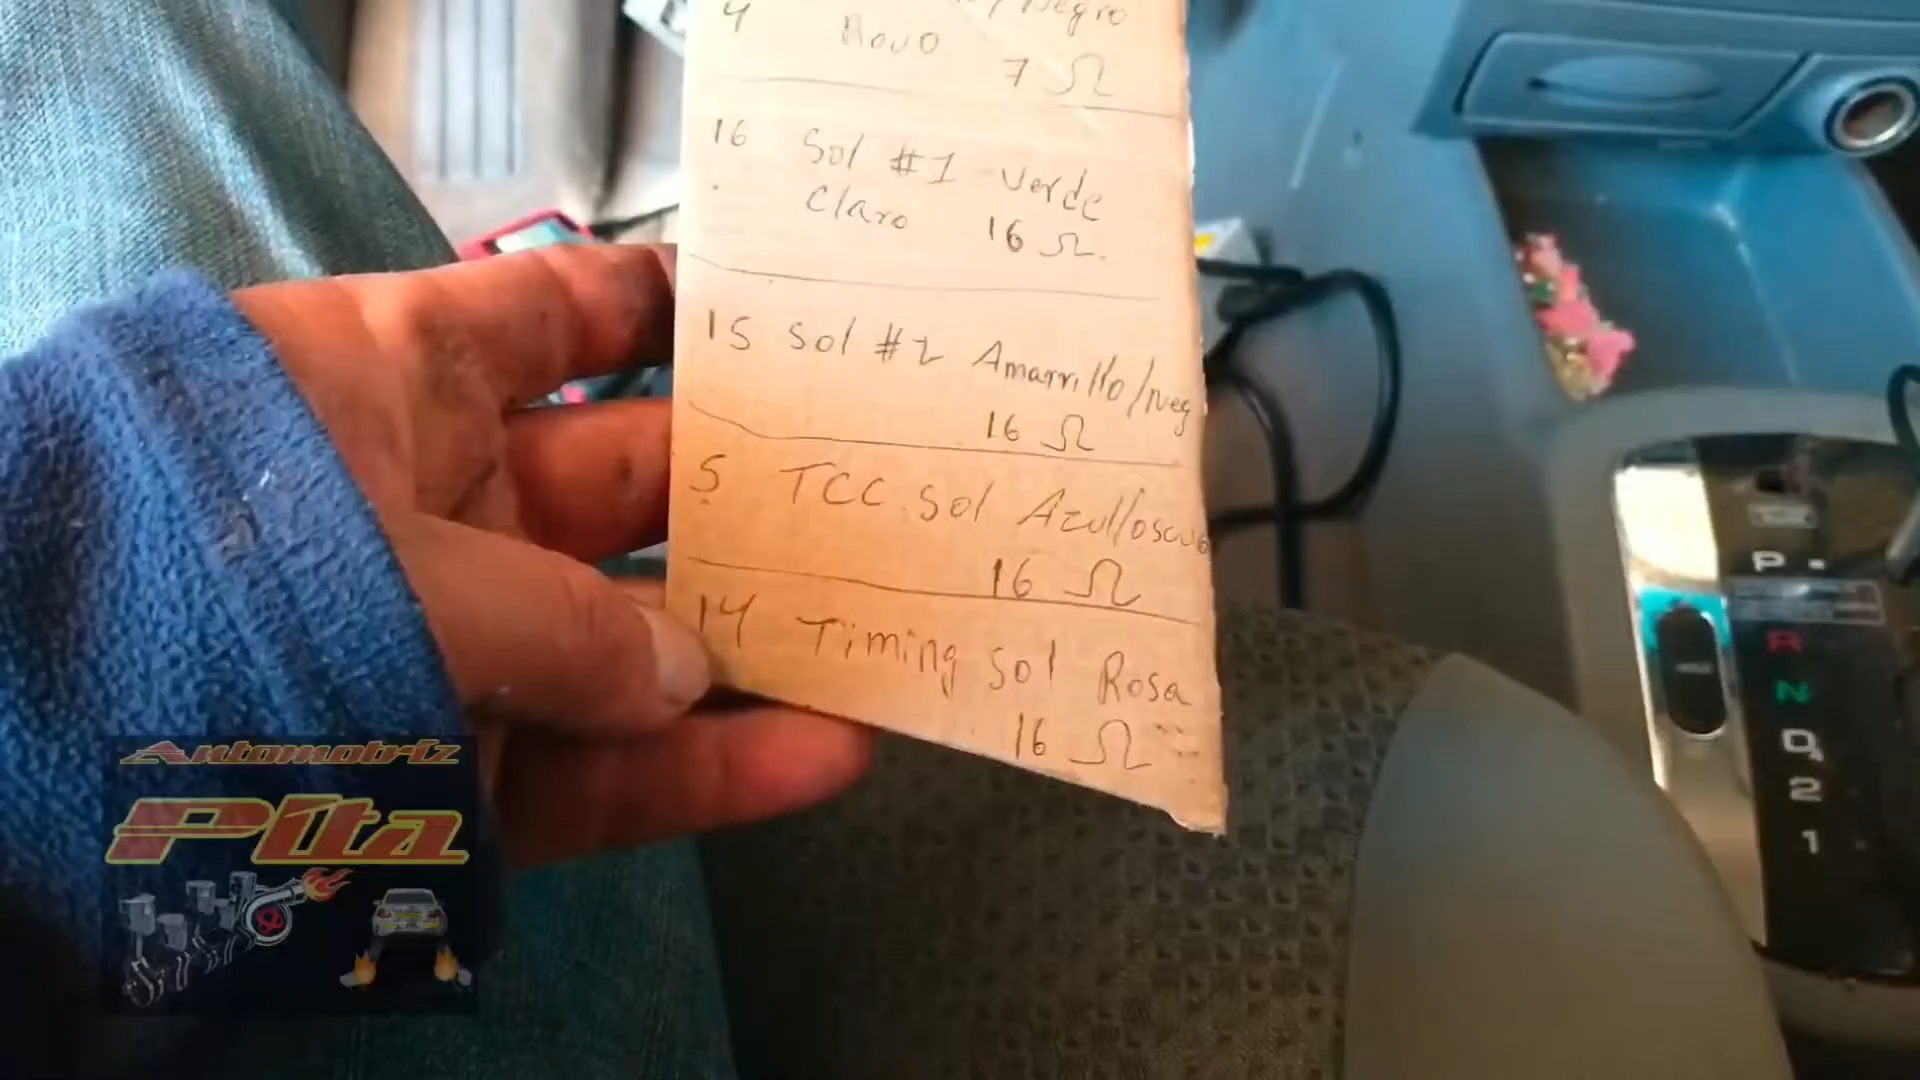 Negro
4
7 Ω
16 Sol #1 Verde
Claro 16 Ω.
15 Sol #2 Amarrillo/Neg
16 Ω
5 TCC Sol Azul/oscuro
16 Ω
14 Timing Sol Rosa
16 Ω
P
R
N
D
2
1
Automotriz
Pita